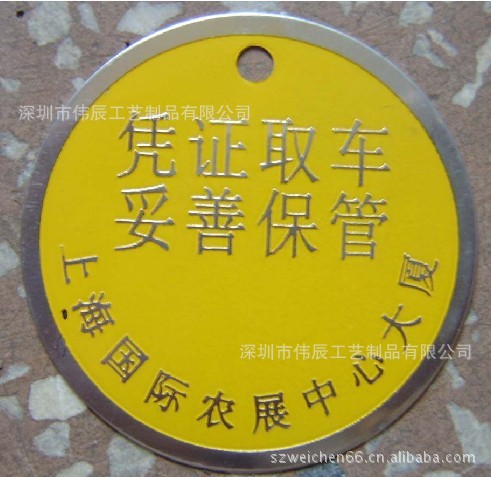 深圳市伟辰工艺制品有限公司
凭证取车
妥善保管
上海国际农展中心大厦
深圳市伟辰工艺制品有限公司
szweichen66.cn.alibaba.com